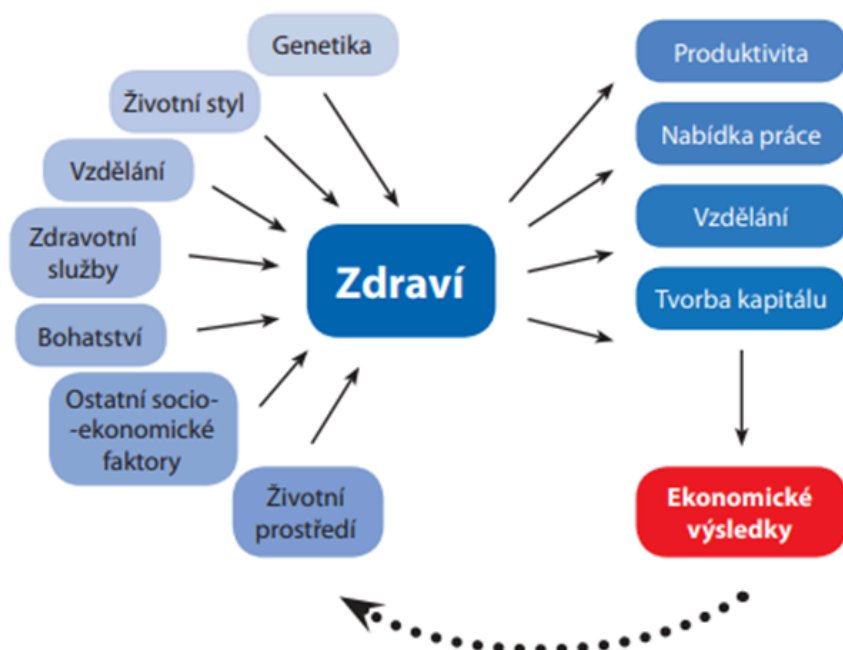 Genetika
Životní styl
Vzdělání
Zdravotní
služby
Bohatství
Ostatní socio-
-ekonomické
faktory
Životní
prostředí
Zdraví
Produktivita
Nabídka práce
Vzdělání
Tvorba kapitálu
Ekonomické
výsledky